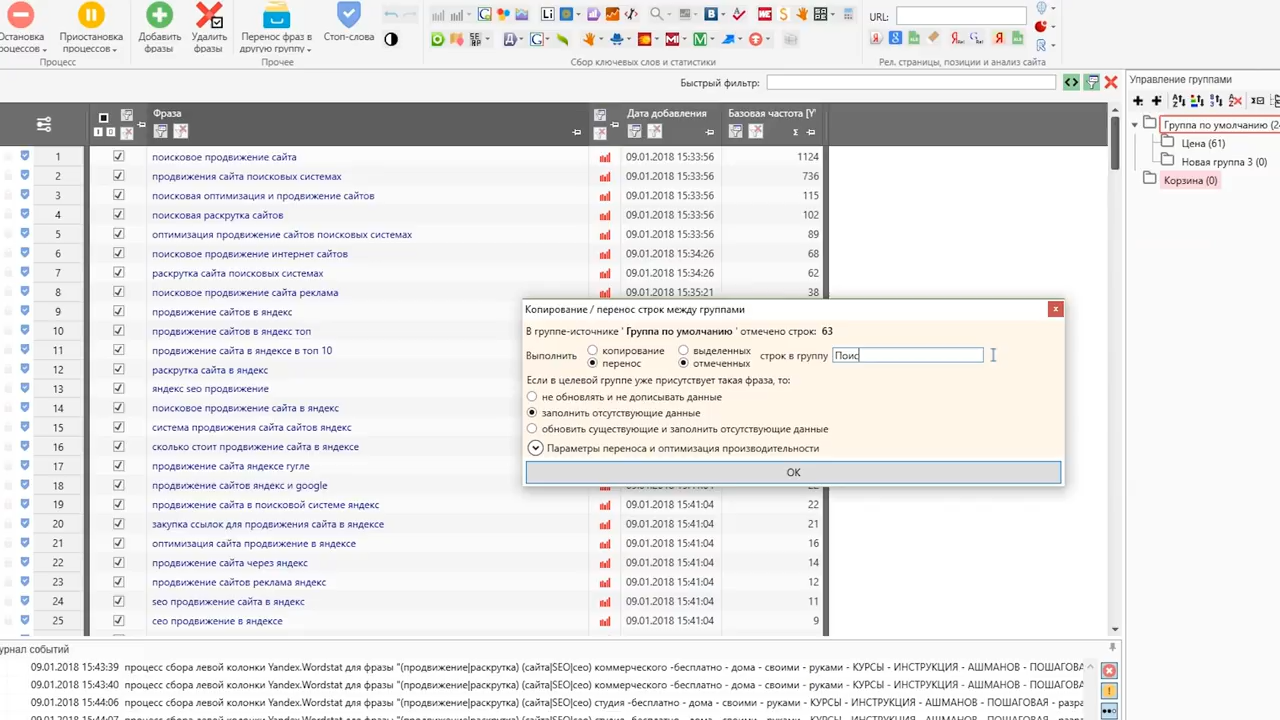 Остановка процессов
Приостановка процессов
Добавить фразы
Удалить фразы
Перенос фраз в другую группу
Стоп-слова
URL:
Процесс
Прочее
Сбор ключевых слов и статистики
Рел. страницы, позиции и анализ сайта
Быстрый фильтр:
Управление группами
Фраза
Дата добавления
Базовая частота [Y
Группа по умолчанию (24
Цена (61)
Новая группа 3 (0)
Корзина (0)
1 поисковое продвижение сайта 09.01.2018 15:33:56 1124
2 продвижения сайта поисковых системах 09.01.2018 15:33:56 736
3 поисковая оптимизация и продвижение сайтов 09.01.2018 15:33:56 115
4 поисковая раскрутка сайтов 09.01.2018 15:33:56 102
5 оптимизация продвижение сайтов поисковых системах 09.01.2018 15:33:56 89
6 поисковое продвижение интернет сайтов 09.01.2018 15:34:26 68
7 раскрутка сайта поисковых системах 09.01.2018 15:34:26 62
8 поисковое продвижение сайта реклама 09.01.2018 15:35:21 38
9 продвижение сайтов в яндекс
10 продвижение сайтов в яндекс топ
11 продвижение сайта в яндексе в топ 10
12 раскрутка сайта в яндекс
13 яндекс seo продвижение
14 поисковое продвижение сайта в яндекс
15 система продвижения сайта сайтов яндекс
16 сколько стоит продвижение сайта в яндексе
17 продвижение сайта яндексе гугле
18 продвижение сайтов яндекс и google
19 продвижение сайта в поисковой системе яндекс 09.01.2018 15:41:04 22
20 закупка ссылок для продвижения сайта в яндексе 09.01.2018 15:41:04 21
21 оптимизация сайта продвижение в яндексе 09.01.2018 15:41:04 16
22 продвижение сайта через яндекс 09.01.2018 15:41:04 14
23 продвижение сайтов реклама яндекс 09.01.2018 15:41:04 12
24 seo продвижение сайта в яндекс 09.01.2018 15:41:04 11
25 сео продвижение в яндексе 09.01.2018 15:41:04 9
Копирование / перенос строк между группами
В группе-источнике ' Группа по умолчанию ' отмечено строк: 63
Выполнить
копирование
перенос
выделенных
отмеченных
строк в группу
Поис
Если в целевой группе уже присутствует такая фраза, то:
не обновлять и не дописывать данные
заполнить отсутствующие данные
обновить существующие и заполнить отсутствующие данные
Параметры переноса и оптимизация производительности
ОК
урнал событий
09.01.2018 15:43:39 процесс сбора левой колонки Yandex.Wordstat для фразы "(продвижение|раскрутка) (сайта|SEO|сео) коммерческого -бесплатно - дома - своими - руками - КУРСЫ - ИНСТРУКЦИЯ - АШМАНОВ - ПОШАГОВА
09.01.2018 15:43:40 процесс сбора левой колонки Yandex.Wordstat для фразы "(продвижение|раскрутка) (сайта|SEO|сео) коммерческого -бесплатно - дома - своими - руками - КУРСЫ - ИНСТРУКЦИЯ - АШМАНОВ - ПОШАГОВА
09.01.2018 15:44:06 процесс сбора левой колонки Yandex.Wordstat для фразы "(продвижение|раскрутка) (сайта|SEO|сео) студия -бесплатно - дома - своими - руками - КУРСЫ - ИНСТРУКЦИЯ - АШМАНОВ - ПОШАГОВАЯ - разра